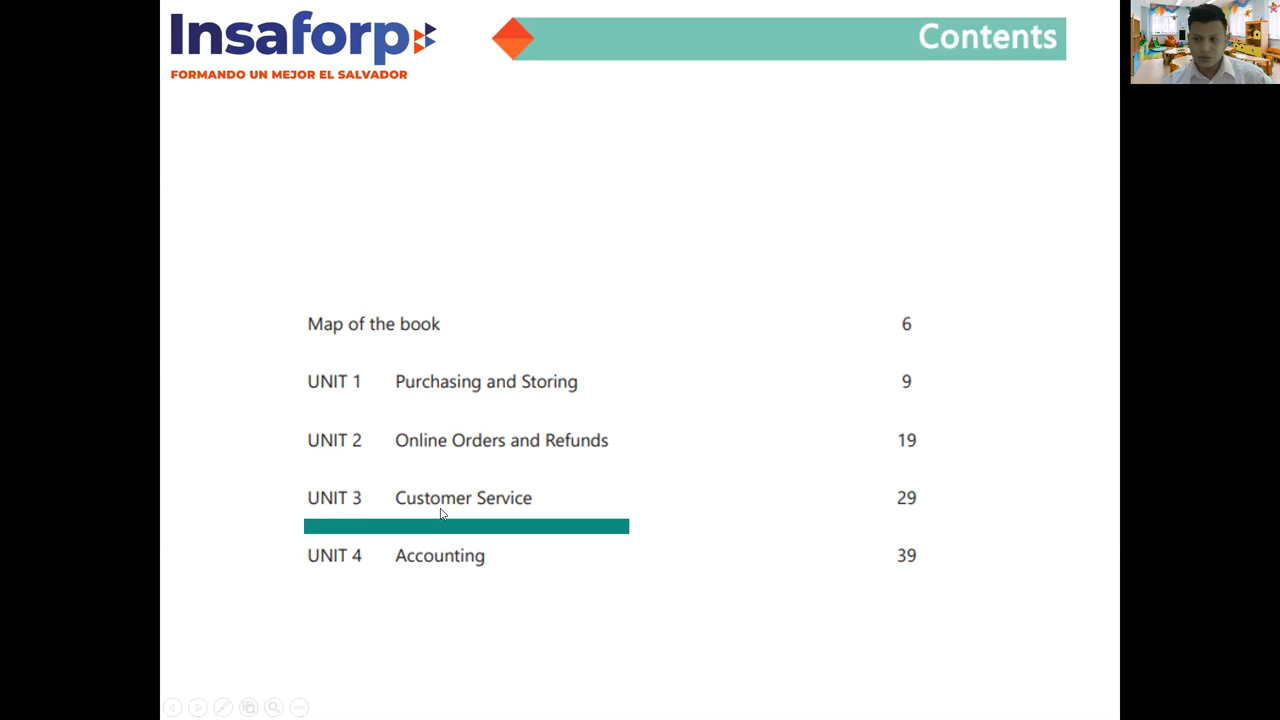 Insaforp
FORMANDO UN MEJOR EL SALVADOR
Contents
Map of the book 6
UNIT 1 Purchasing and Storing 9
UNIT 2 Online Orders and Refunds 19
UNIT 3 Customer Service 29
UNIT 4 Accounting 39